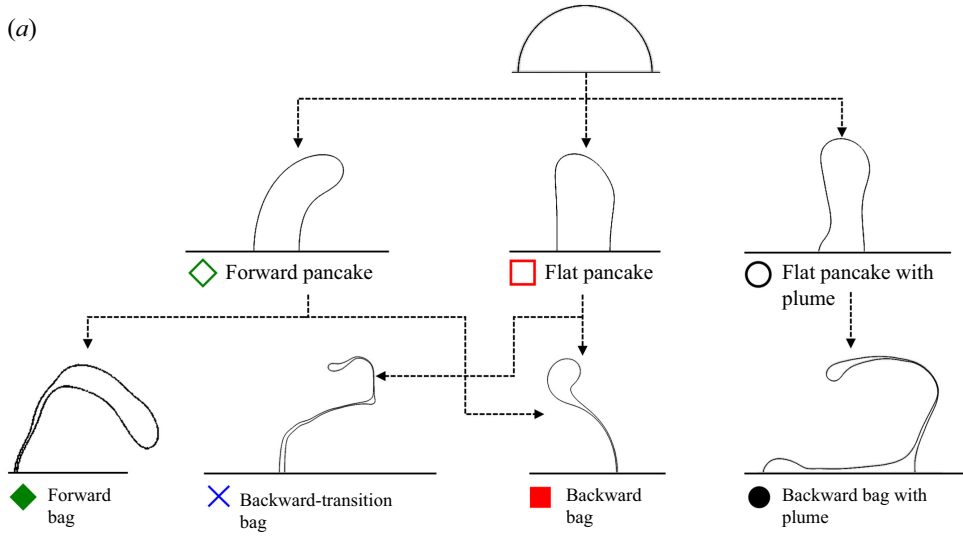 (a)
Forward pancake
Flat pancake
Flat pancake with
plume
Forward
bag
Backward-transition
bag
Backward
bag
Backward bag with
plume